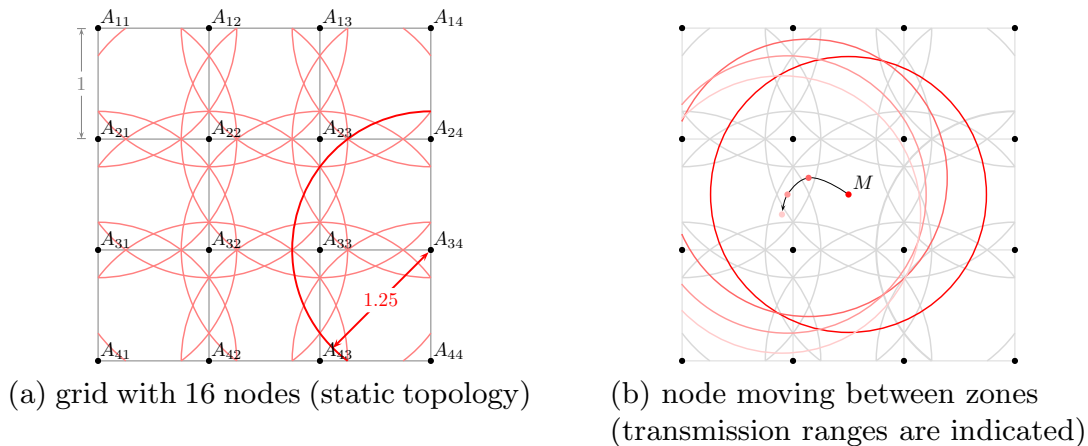 A11 A12 A13 A14
1
A21 A22 A23 A24
M
A31 A32 A33 A34
1.25
A41 A42 A43 A44
(a) grid with 16 nodes (static topology)
(b) node moving between zones
(transmission ranges are indicated)